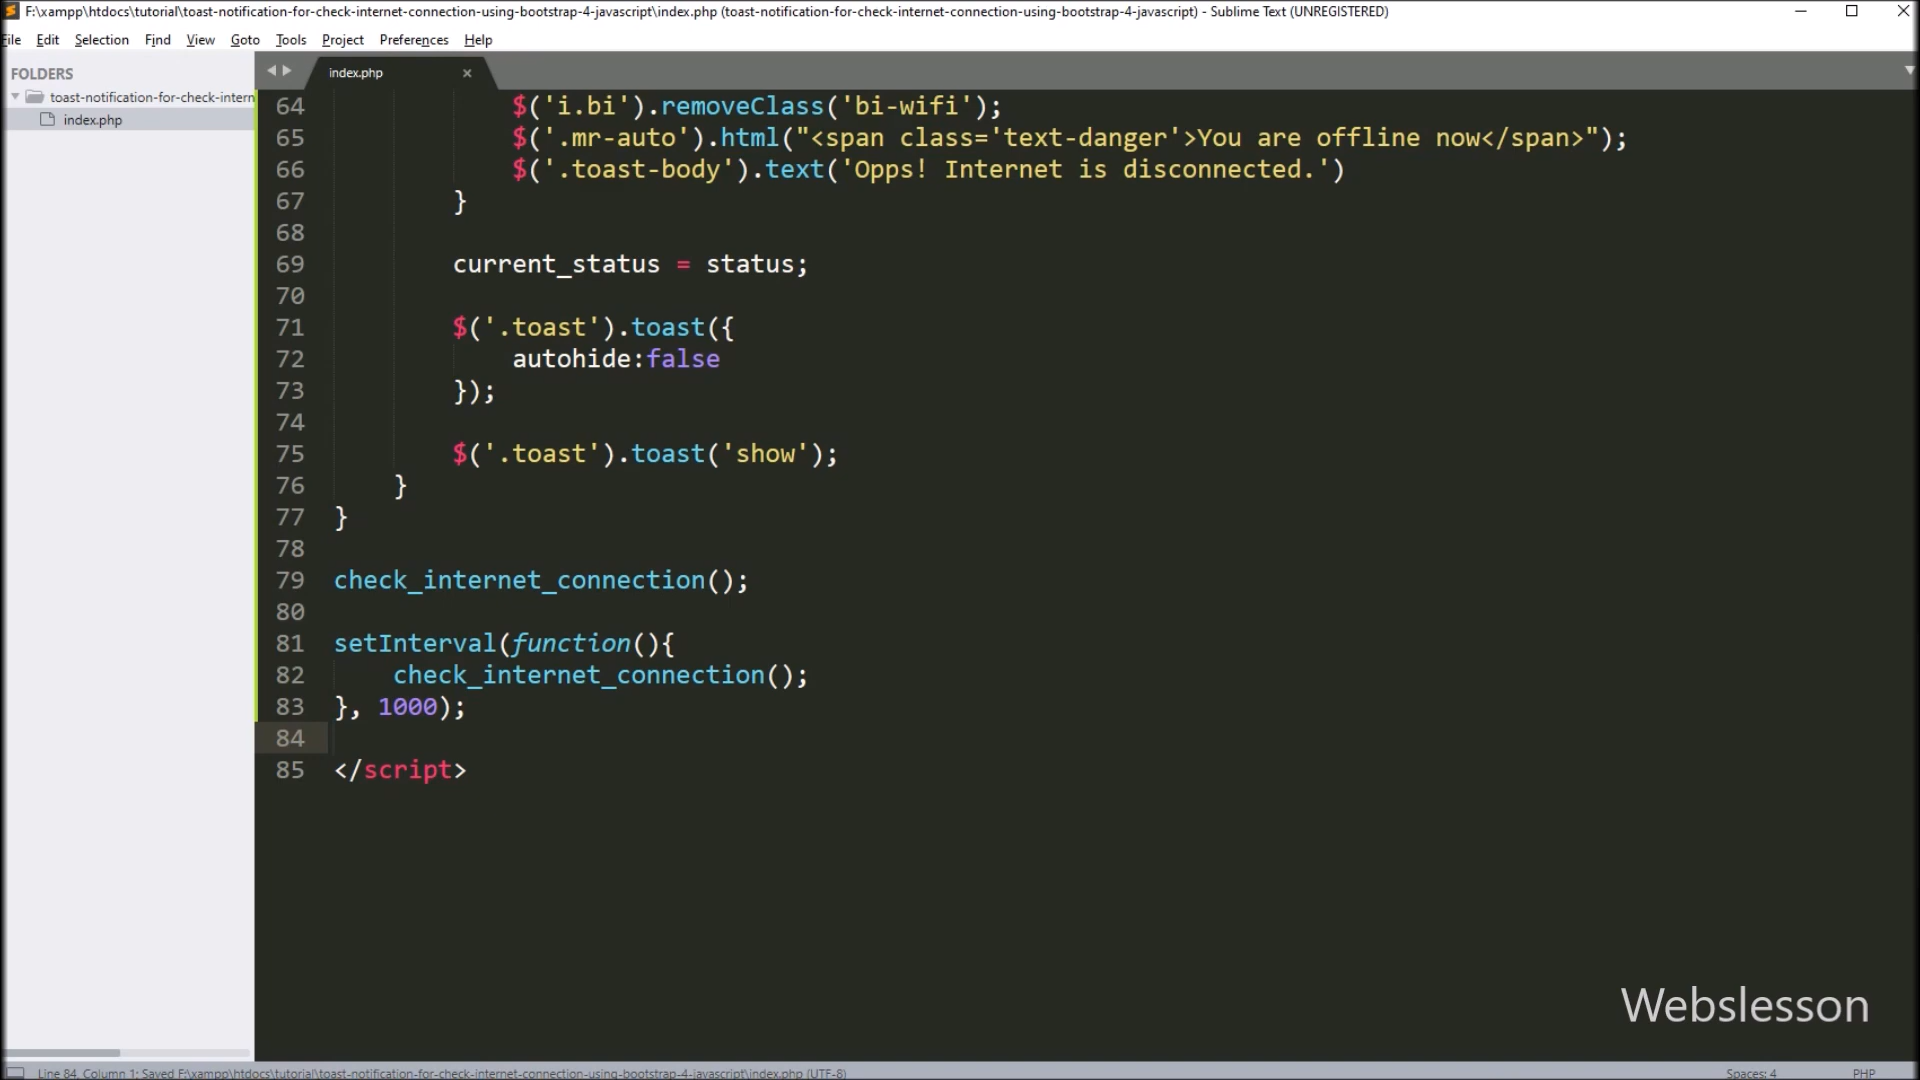 F:\xampp\htdocs\tutorial\toast-notification-for-check-internet-connection-using-bootstrap-4-javascript\index.php (toast-notification-for-check-internet-connection-using-bootstrap-4-javascript) - Sublime Text (UNREGISTERED)
File Edit Selection Find View Goto Tools Project Preferences Help
FOLDERS
toast-notification-for-check-intern
index.php
index.php
64 $('i.bi').removeClass('bi-wifi');
65 $('.mr-auto').html("<span class='text-danger'>You are offline now</span>");
66 $('.toast-body').text('Opps! Internet is disconnected.')
67 }
68
69 current_status = status;
70
71 $('.toast').toast({
72 autohide:false
73 });
74
75 $('.toast').toast('show');
76 }
77 }
78
79 check_internet_connection();
80
81 setInterval(function(){
82 check_internet_connection();
83 }, 1000);
84
85 </script>
Webslesson
Line 84, Column 1; Saved F:\xampp\htdocs\tutorial\toast-notification-for-check-internet-connection-using-bootstrap-4-javascript\index.php (UTF-8)
Spaces: 4 PHP